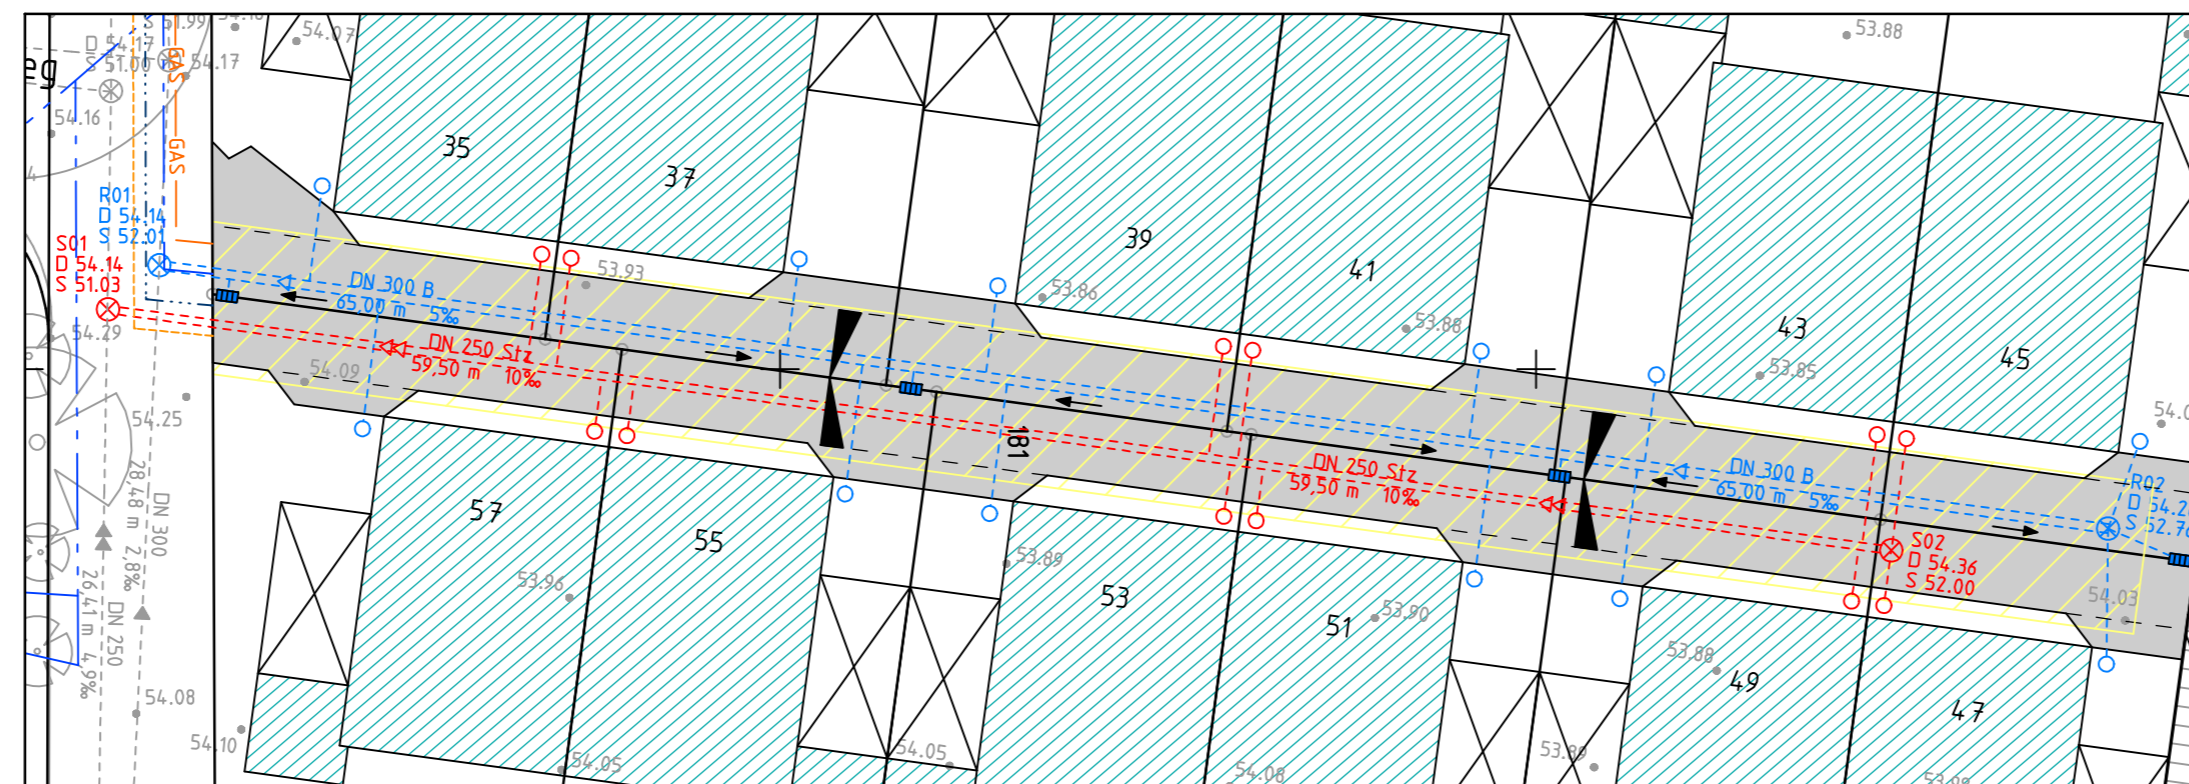 54.07
53.88
D 54.17
S 51.00
GAS
54.17
eg
54.16
GAS
35
37
39
41
43
45
R01
D 54.14
S 52.01
S01
D 54.14
S 51.03
54.29
53.93
53.86
53.88
53.85
DN 300 B
65,00 m 5‰
DN 250 Stz
59,50 m 10‰
54.09
54.25
181
DN 250 Stz
59,50 m 10‰
DN 300 B
65,00 m 5‰
R02
S02
D 54.36
S 52.00
54.03
57
55
53
51
49
47
53.96
53.89
53.90
53.88
DN 300
28,48 m 2,8‰
DN 250
26,41 m 4,9‰
54.08
54.10
54.05
54.05
54.08
53.89